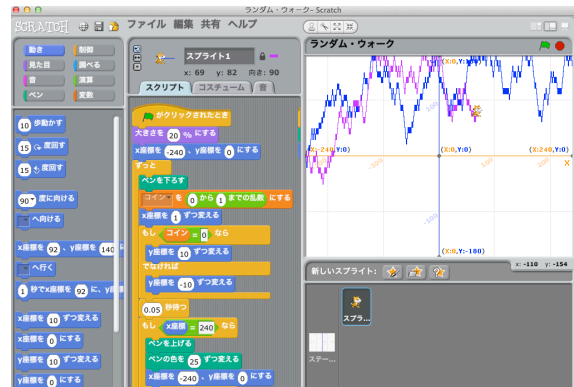 ランダム・ウォーク- Scratch
SCRATCH ファイル 編集 共有 ヘルプ
動き 制御
見た目 調べる
音 演算
ペン 変数
10 歩動かす
15 度回す
15 度回す
90 度に向ける
へ向ける
x座標を 92 、y座標を 140
へ行く
1 秒でx座標を 92 に、y座
x座標を 10 ずつ変える
x座標を 0 にする
y座標を 10 ずつ変える
y座標を 0 にする
スプライト1
x: 69 y: 82 向き: 90
スクリプト コスチューム 音
がクリックされたとき
大きさを 20 % にする
x座標を -240 、y座標を 0 にする
ずっと
ペンを下ろす
コイン を 0 から 1 までの乱数 にする
x座標を 1 ずつ変える
もし コイン = 0 なら
y座標を 10 ずつ変える
でなければ
y座標を -10 ずつ変える
0.05 秒待つ
もし x座標 = 240 なら
ペンを上げる
ペンの色を 25 ずつ変える
x座標を -240 、y座標を 0 にする
ランダム・ウォーク
(X:0,Y:180)
100
(X:-240,Y:0) (X:0,Y:0) (X:240,Y:0)
X
-100 100
-100
(X:0,Y:-180)
x: -110 y: -154
新しいスプライト:
スプラ...
ステー...